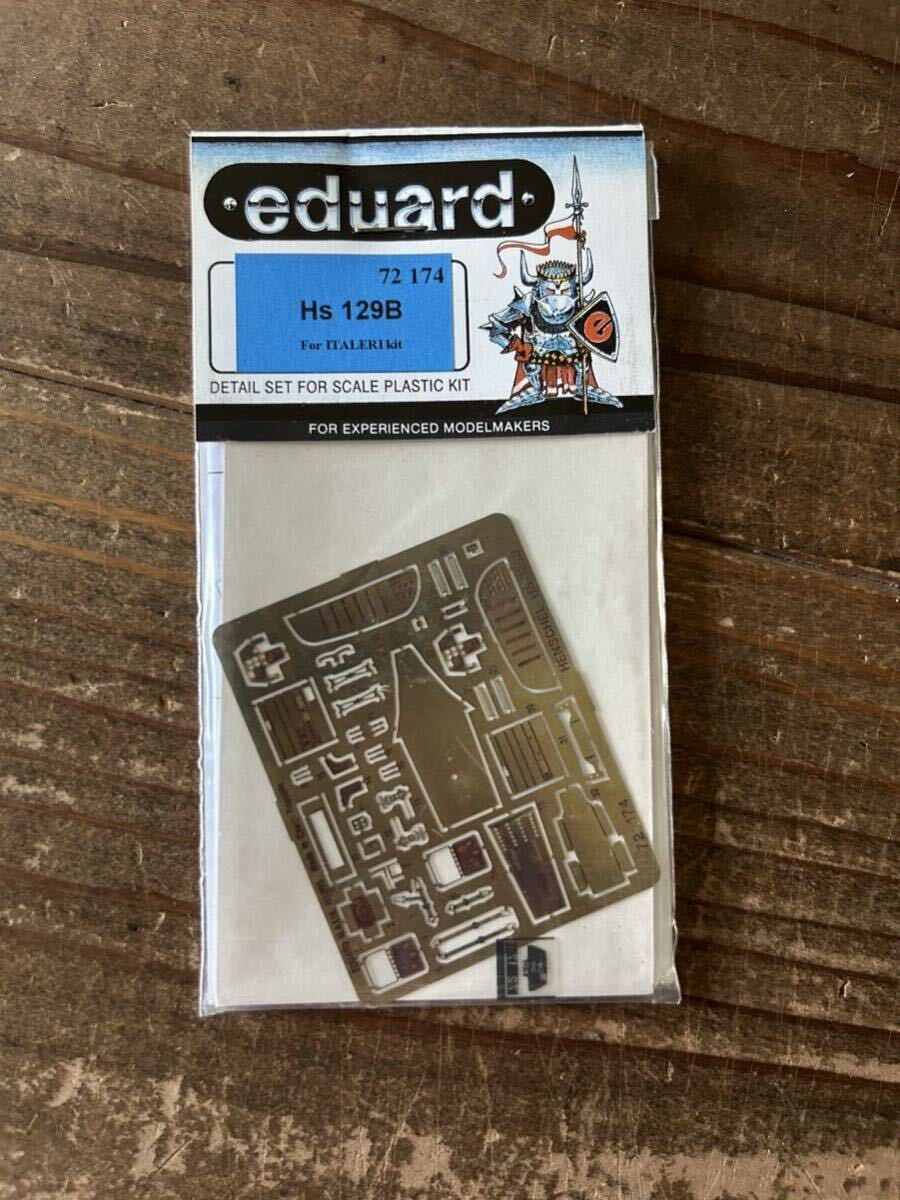 eduard
72 174
Hs 129B
For ITALERI kit
e
DETAIL SET FOR SCALE PLASTIC KIT
FOR EXPERIENCED MODELMAKERS
HENSCHEL
72 174